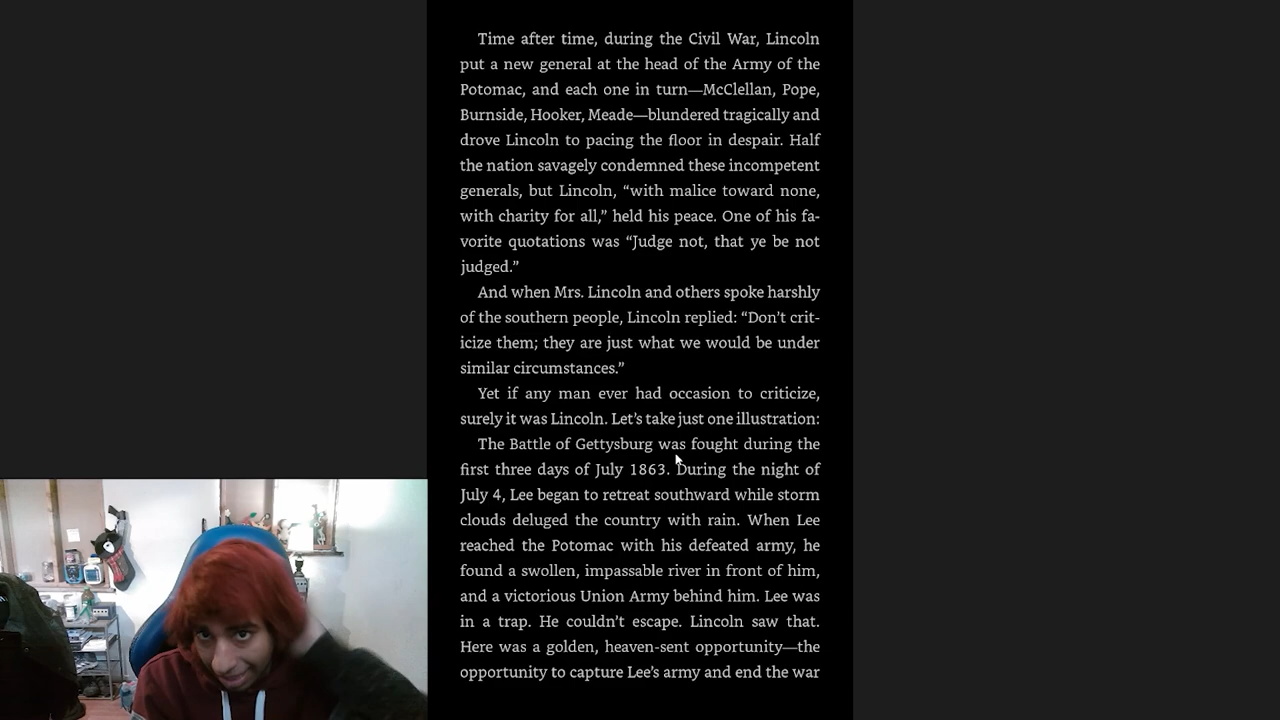 Time after time, during the Civil War, Lincoln
put a new general at the head of the Army of the
Potomac, and each one in turn—McClellan, Pope,
Burnside, Hooker, Meade—blundered tragically and
drove Lincoln to pacing the floor in despair. Half
the nation savagely condemned these incompetent
generals, but Lincoln, “with malice toward none,
with charity for all,” held his peace. One of his fa-
vorite quotations was “Judge not, that ye be not
judged.”
And when Mrs. Lincoln and others spoke harshly
of the southern people, Lincoln replied: “Don’t crit-
icize them; they are just what we would be under
similar circumstances.”
Yet if any man ever had occasion to criticize,
surely it was Lincoln. Let’s take just one illustration:
The Battle of Gettysburg was fought during the
first three days of July 1863. During the night of
July 4, Lee began to retreat southward while storm
clouds deluged the country with rain. When Lee
reached the Potomac with his defeated army, he
found a swollen, impassable river in front of him,
and a victorious Union Army behind him. Lee was
in a trap. He couldn’t escape. Lincoln saw that.
Here was a golden, heaven-sent opportunity—the
opportunity to capture Lee’s army and end the war